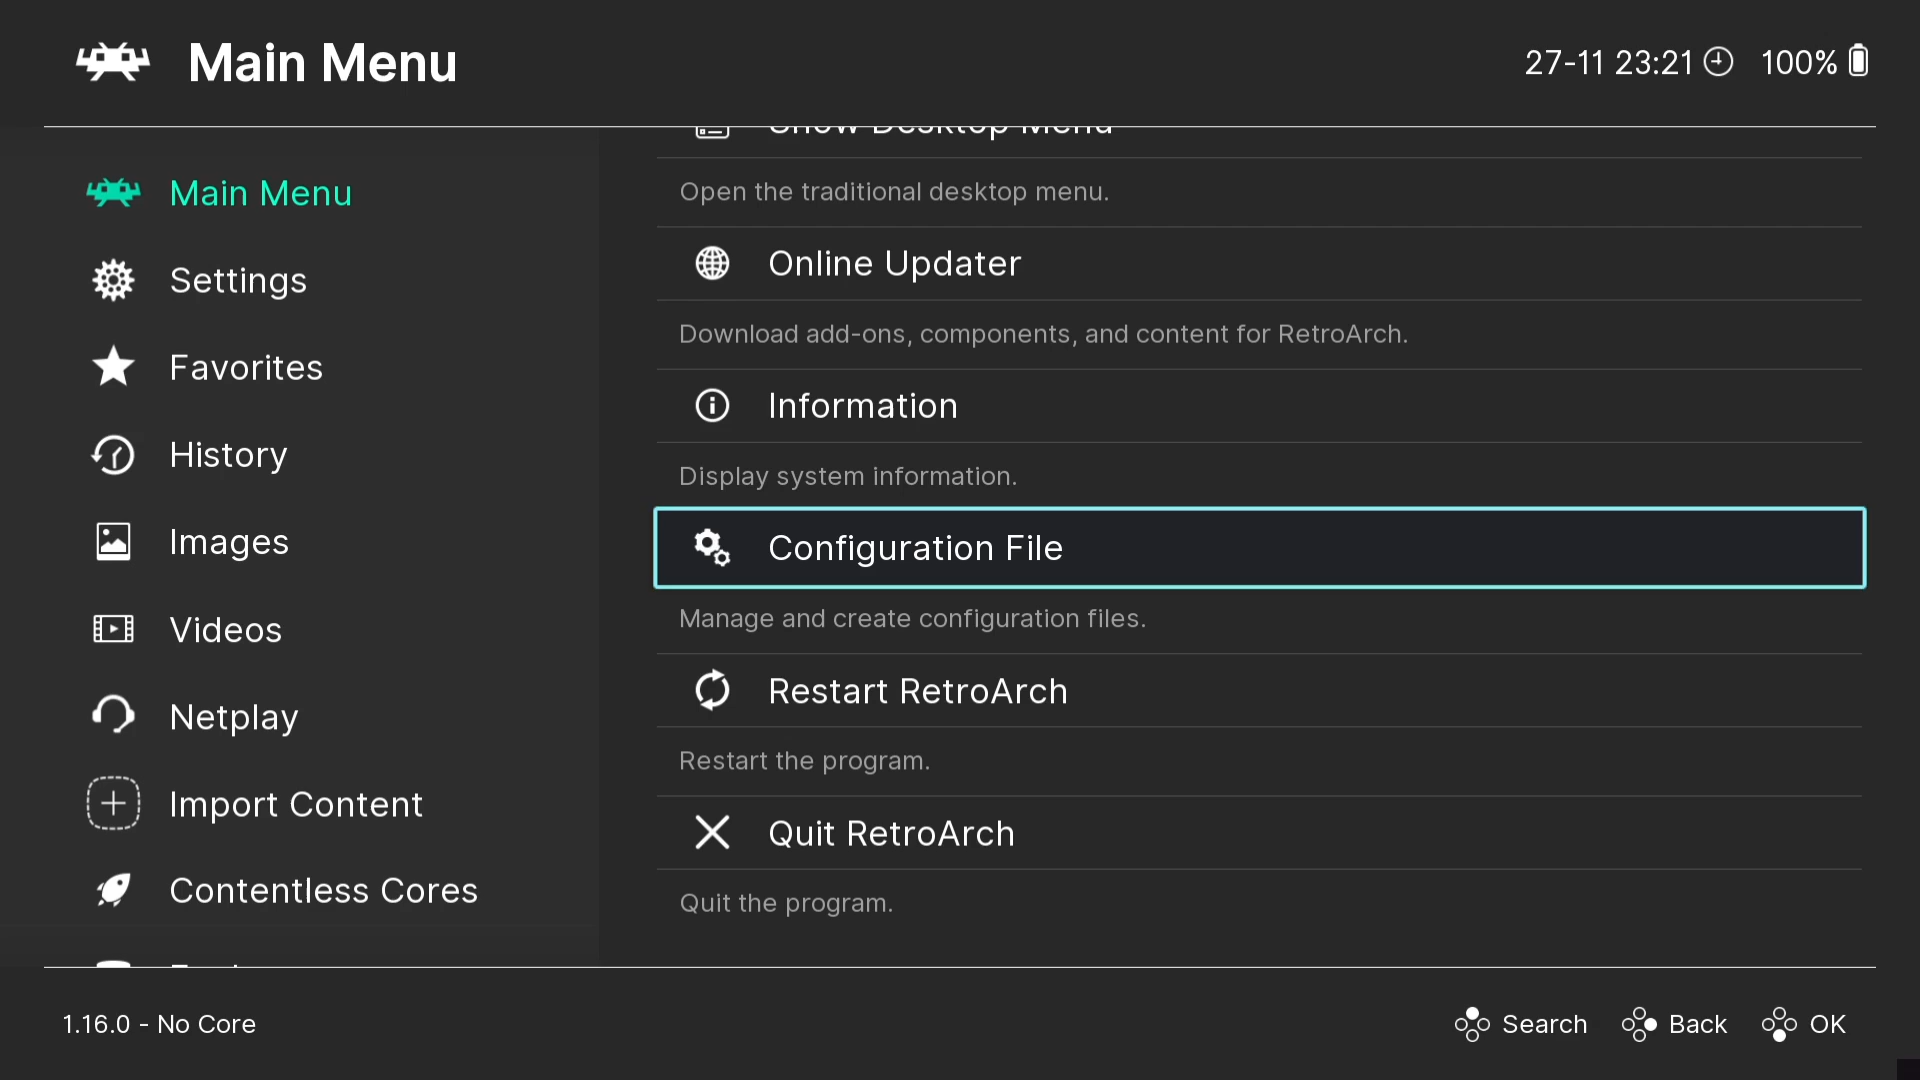 Main Menu
27-11 23:21
100%
Main Menu
Settings
Favorites
History
Images
Videos
Netplay
Import Content
Contentless Cores
Show Desktop Menu
Open the traditional desktop menu.
Online Updater
Download add-ons, components, and content for RetroArch.
Information
Display system information.
Configuration File
Manage and create configuration files.
Restart RetroArch
Restart the program.
Quit RetroArch
Quit the program.
1.16.0 - No Core
Search
Back
OK